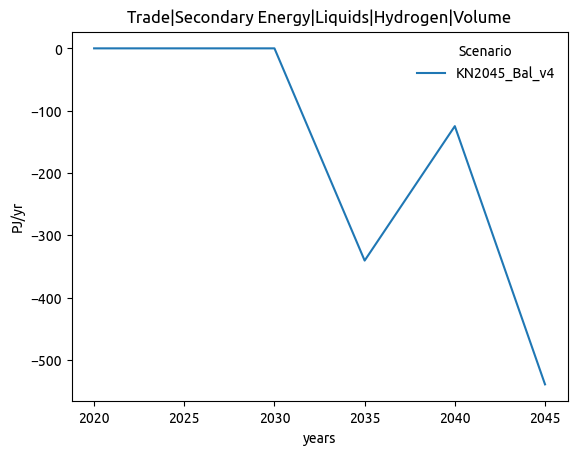 Trade|Secondary Energy|Liquids|Hydrogen|Volume
Scenario
KN2045_Bal_v4
0
−100
−200
−300
−400
−500
PJ/yr
2020 2025 2030 2035 2040 2045
years